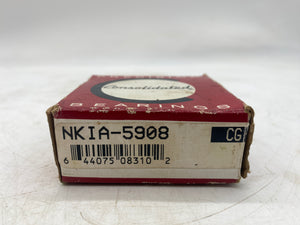 Consolidated
BEARINGS
NKIA-5908
CG
6 44075 08310 2